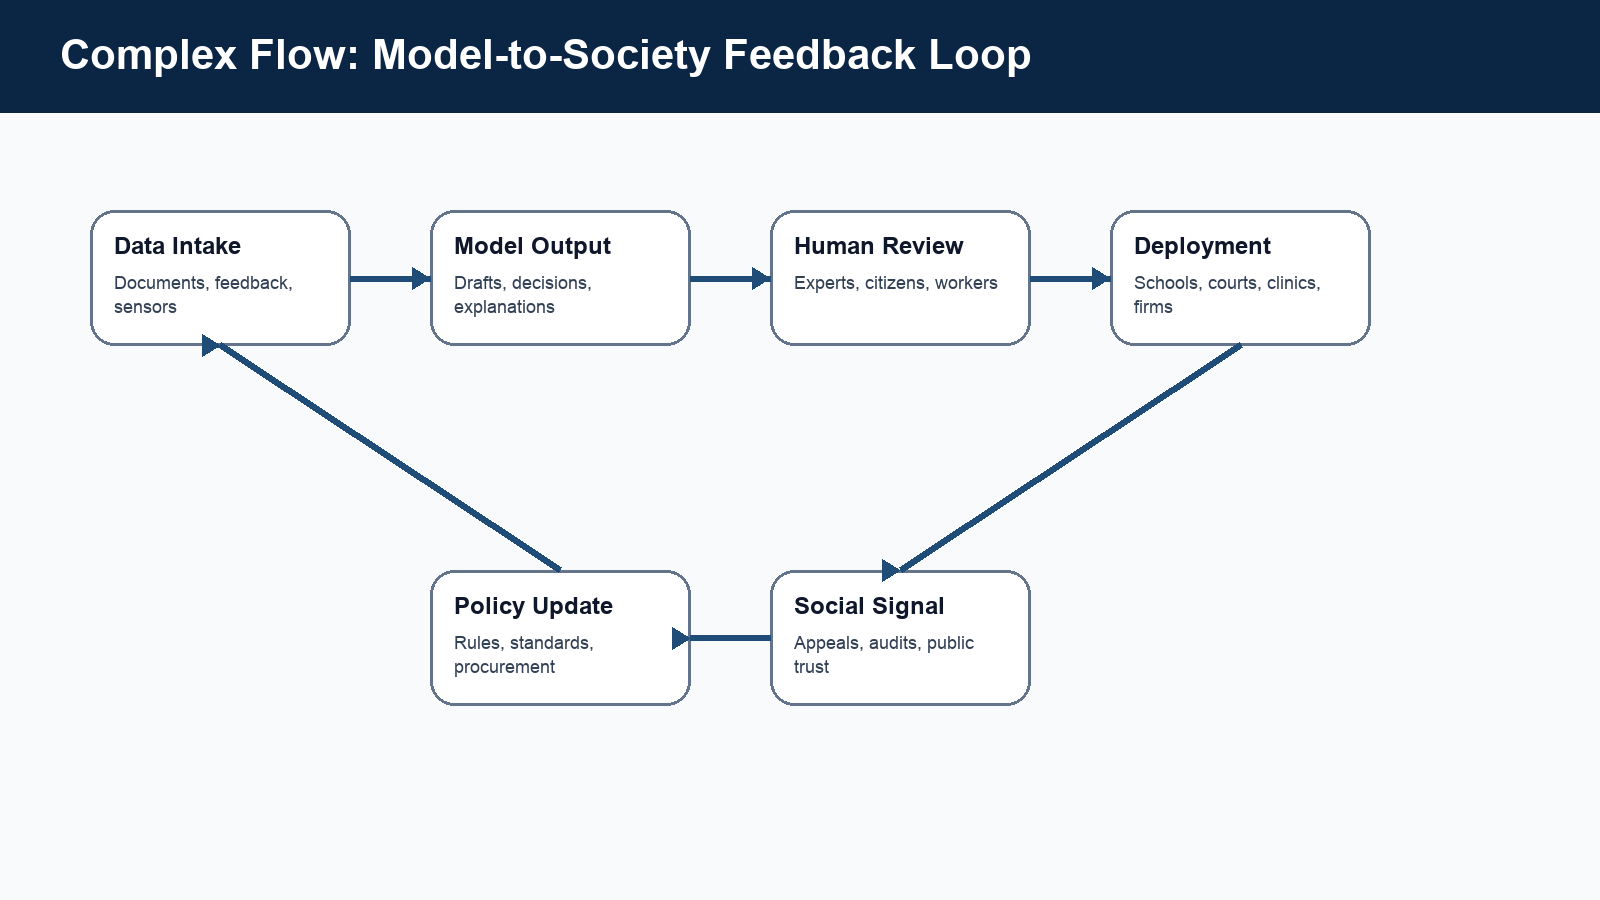 Complex Flow: Model-to-Society Feedback Loop
Data Intake
Documents, feedback,
sensors
Model Output
Drafts, decisions,
explanations
Human Review
Experts, citizens, workers
Deployment
Schools, courts, clinics,
firms
Policy Update
Rules, standards,
procurement
Social Signal
Appeals, audits, public
trust